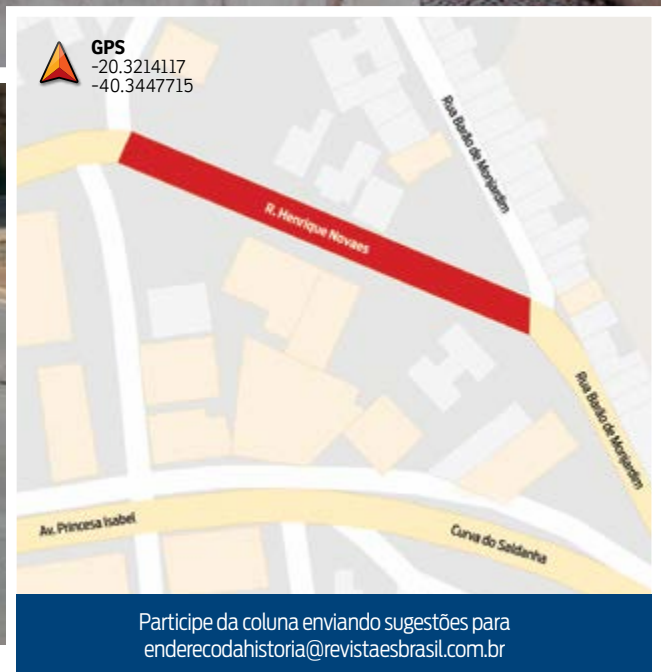 GPS
-20.3214117
-40.3447715
Rua Barão de Monjardim
R. Henrique Novaes
Rua Barão de Monjardim
Av. Princesa Isabel
Curva do Saldanha
Participe da coluna enviando sugestões para
enderecodahistoria@revistaesbrasil.com.br